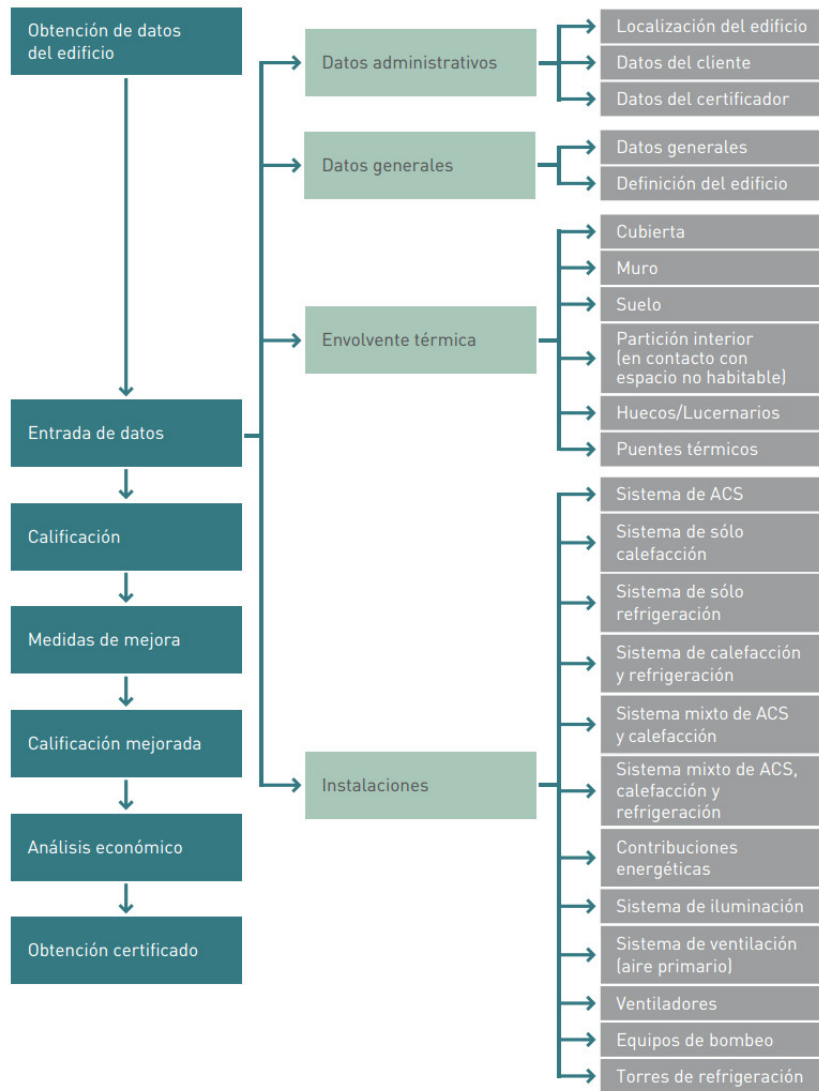 Obtención de datos
del edificio
Entrada de datos
Calificación
Medidas de mejora
Calificación mejorada
Análisis económico
Obtención certificado
Datos administrativos
Datos generales
Envolvente térmica
Instalaciones
Localización del edificio
Datos del cliente
Datos del certificador
Datos generales
Definición del edificio
Cubierta
Muro
Suelo
Partición interior
(en contacto con
espacio no habitable)
Huecos/Lucernarios
Puentes térmicos
Sistema de ACS
Sistema de sólo
calefacción
Sistema de sólo
refrigeración
Sistema de calefacción
y refrigeración
Sistema mixto de ACS
y calefacción
Sistema mixto de ACS,
calefacción y
refrigeración
Contribuciones
energéticas
Sistema de iluminación
Sistema de ventilación
(aire primario)
Ventiladores
Equipos de bombeo
Torres de refrigeración